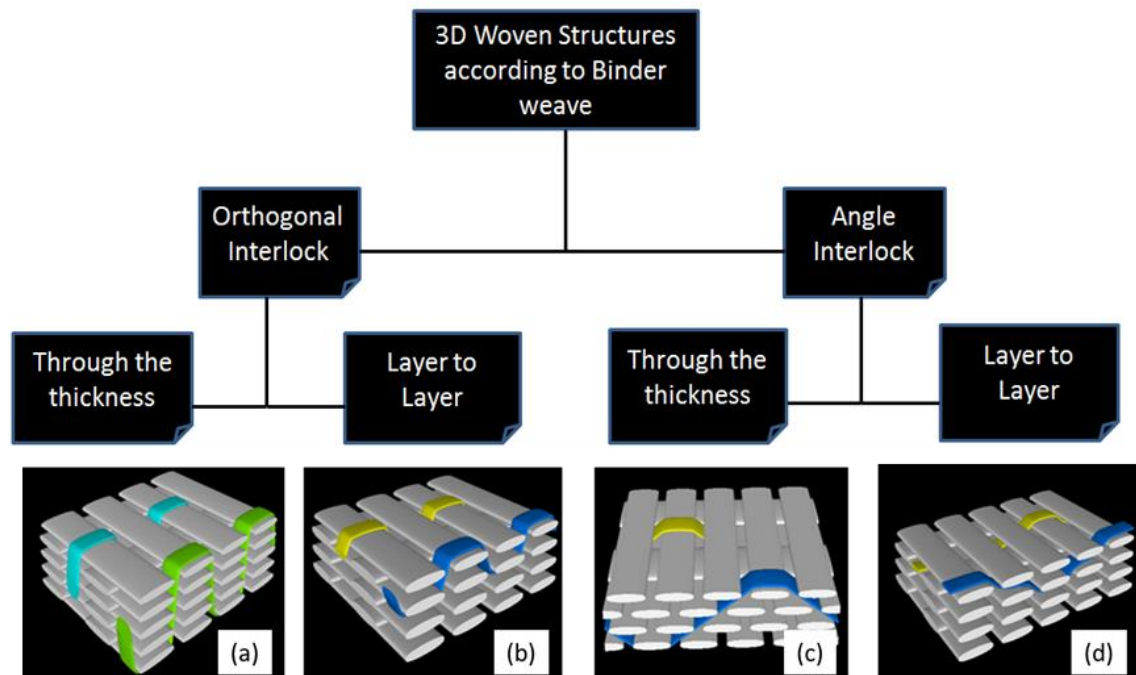 3D Woven Structures
according to Binder
weave
Orthogonal
Interlock
Angle
Interlock
Through the
thickness
Layer to
Layer
Through the
thickness
Layer to
Layer
(a)
(b)
(c)
(d)